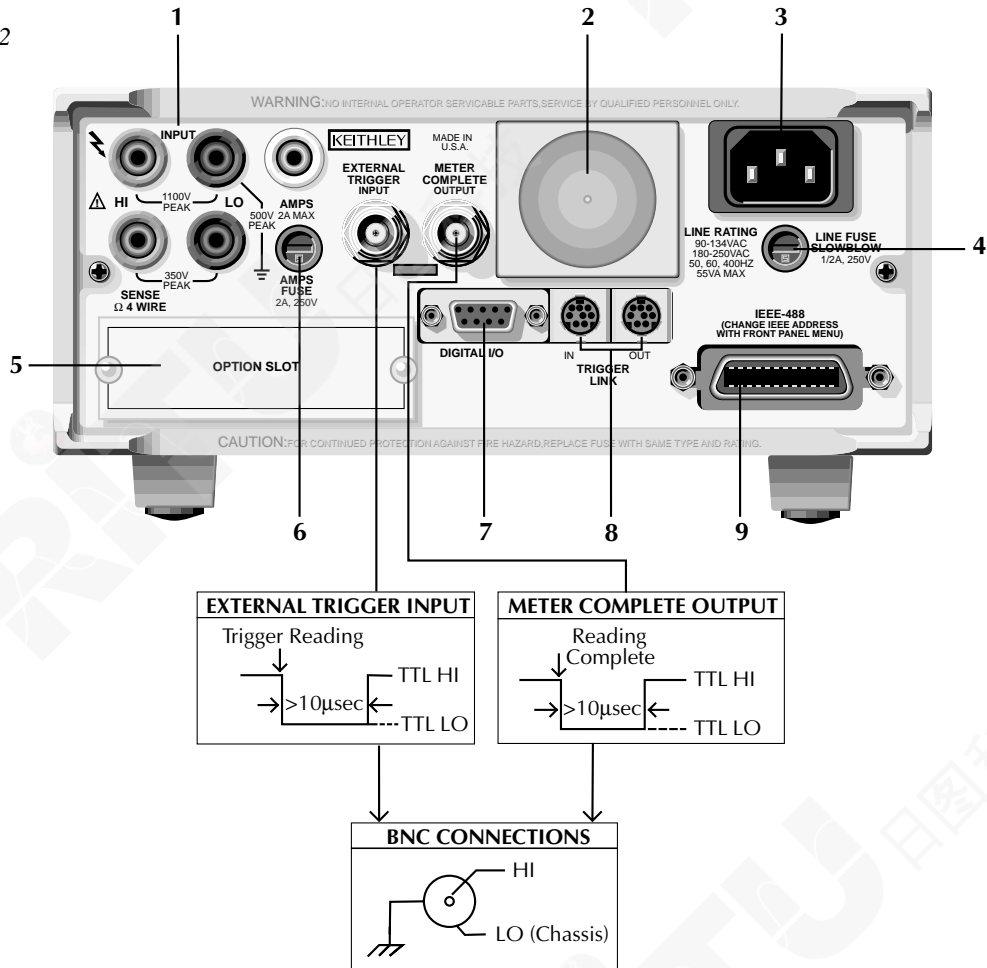 1
2
3
2
WARNING:NO INTERNAL OPERATOR SERVICABLE PARTS,SERVICE BY QUALIFIED PERSONNEL ONLY.
INPUT
KEITHLEY
MADE IN
U.S.A.
EXTERNAL
TRIGGER
INPUT
METER
COMPLETE
OUTPUT
HI
1100V
PEAK
LO
500V
PEAK
AMPS
2A MAX
350V
PEAK
SENSE
Ω 4 WIRE
AMPS
FUSE
2A, 250V
LINE RATING
90-134VAC
180-250VAC
50, 60, 400HZ
55VA MAX
LINE FUSE
SLOWBLOW
1/2A, 250V
4
5
OPTION SLOT
DIGITAL I/O
IN
OUT
TRIGGER
LINK
IEEE-488
(CHANGE IEEE ADDRESS
WITH FRONT PANEL MENU)
CAUTION:FOR CONTINUED PROTECTION AGAINST FIRE HAZARD,REPLACE FUSE WITH SAME TYPE AND RATING.
6
7
8
9
EXTERNAL TRIGGER INPUT
Trigger Reading
TTL HI
>10μsec
TTL LO
METER COMPLETE OUTPUT
Reading
Complete
TTL HI
>10μsec
TTL LO
BNC CONNECTIONS
HI
LO (Chassis)